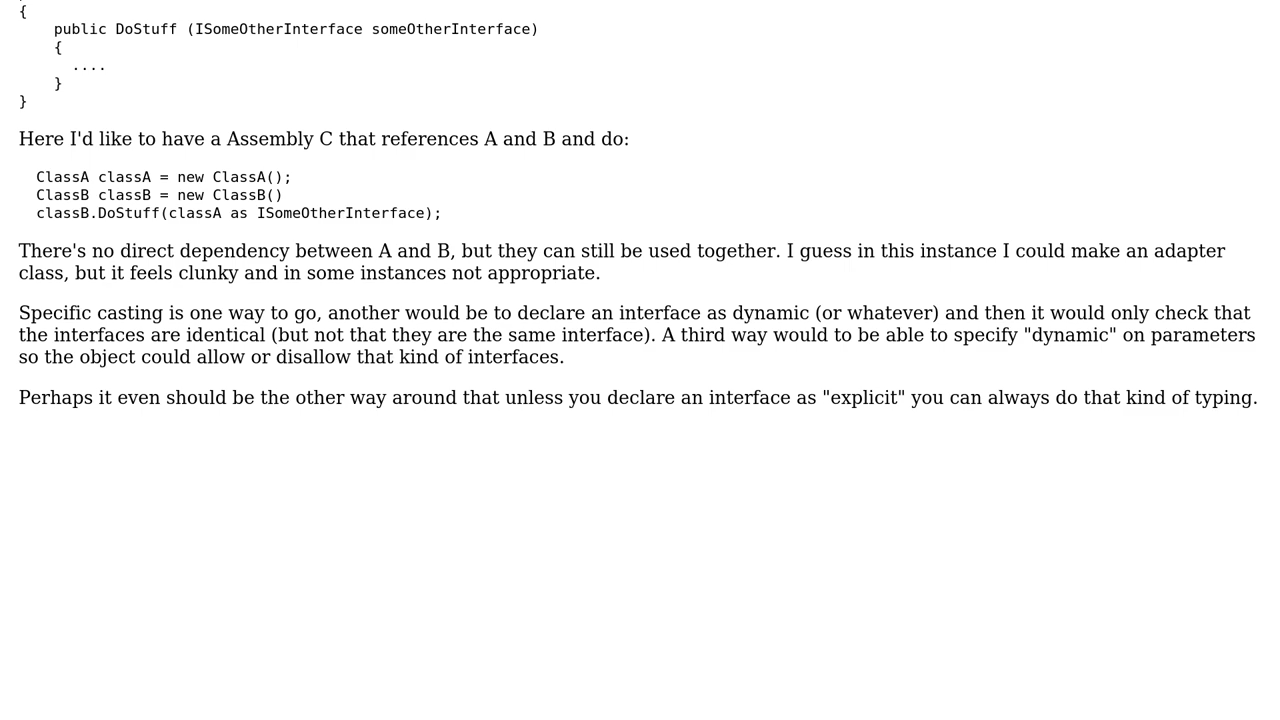 {
    public DoStuff (ISomeOtherInterface someOtherInterface)
    {
      ....
    }
}
Here I'd like to have a Assembly C that references A and B and do:
  ClassA classA = new ClassA();
  ClassB classB = new ClassB()
  classB.DoStuff(classA as ISomeOtherInterface);
There's no direct dependency between A and B, but they can still be used together. I guess in this instance I could make an adapter
class, but it feels clunky and in some instances not appropriate.
Specific casting is one way to go, another would be to declare an interface as dynamic (or whatever) and then it would only check that
the interfaces are identical (but not that they are the same interface). A third way would to be able to specify "dynamic" on parameters
so the object could allow or disallow that kind of interfaces.
Perhaps it even should be the other way around that unless you declare an interface as "explicit" you can always do that kind of typing.